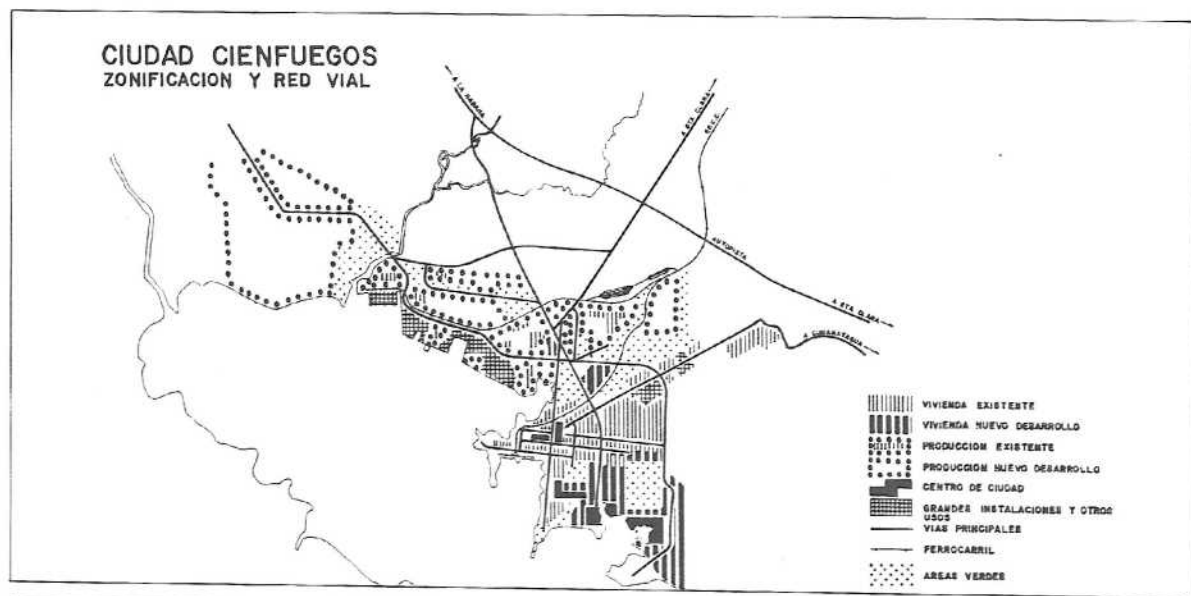 CIUDAD CIENFUEGOS
ZONIFICACION Y RED VIAL
A LA HABANA
A STA CLARA
FF.C.C.
AUTOPISTA
A STA CLARA
A CUMANAYAGUA
VIVIENDA EXISTENTE
VIVIENDA NUEVO DESARROLLO
PRODUCCION EXISTENTE
PRODUCCION NUEVO DESARROLLO
CENTRO DE CIUDAD
GRANDES INSTALACIONES Y OTROS
USOS
VIAS PRINCIPALES
FERROCARRIL
AREAS VERDES